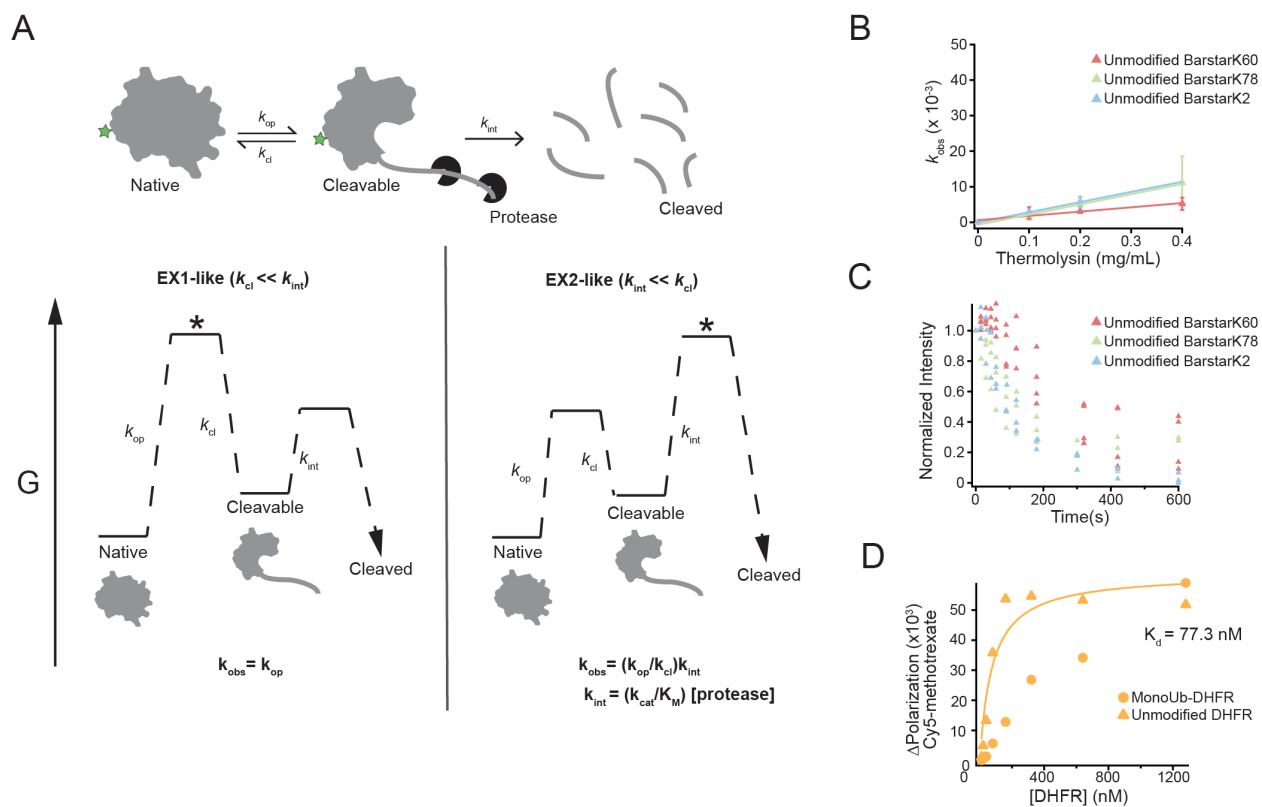 A
k_op
k_cl
k_int
Native
Cleavable
Protease
Cleaved
EX1-like (k_cl << k_int)
EX2-like (k_int << k_cl)
G
*
k_op
k_cl
k_int
Native
Cleavable
Cleaved
k_obs = k_op
*
k_op
k_cl
k_int
Native
Cleavable
Cleaved
k_obs = (k_op/k_cl)k_int
k_int = (k_cat/K_M) [protease]
B
k_obs (x 10⁻³)
50
40
30
20
10
0
0
0.1
0.2
0.3
0.4
Thermolysin (mg/mL)
Unmodified BarstarK60
Unmodified BarstarK78
Unmodified BarstarK2
C
Normalized Intensity
1.0
0.8
0.6
0.4
0.2
0
0
200
400
600
Time(s)
Unmodified BarstarK60
Unmodified BarstarK78
Unmodified BarstarK2
D
ΔPolarization (x10³)
Cy5-methotrexate
50
40
30
20
10
0
0
400
800
1200
[DHFR] (nM)
K_d = 77.3 nM
MonoUb-DHFR
Unmodified DHFR